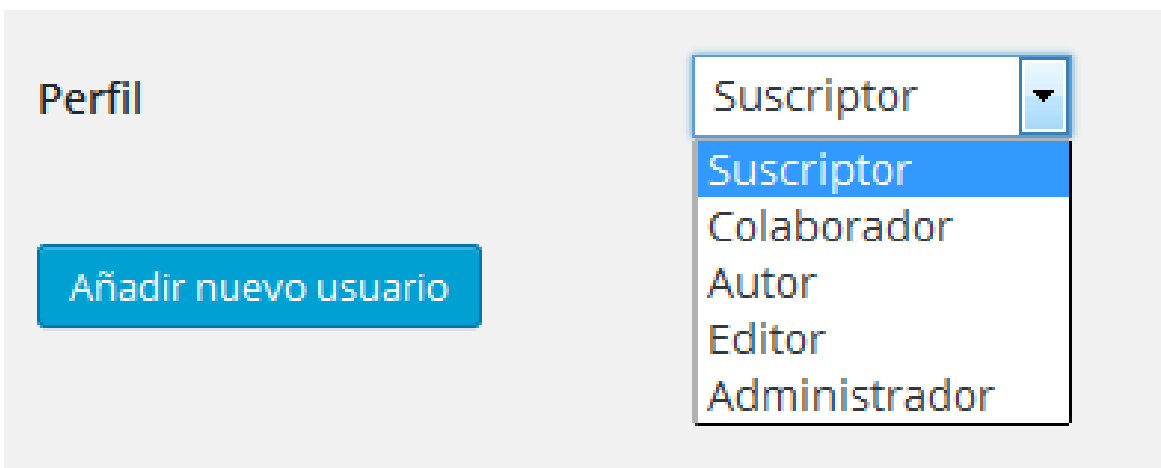 Perfil
Suscriptor
Suscriptor
Colaborador
Añadir nuevo usuario
Autor
Editor
Administrador